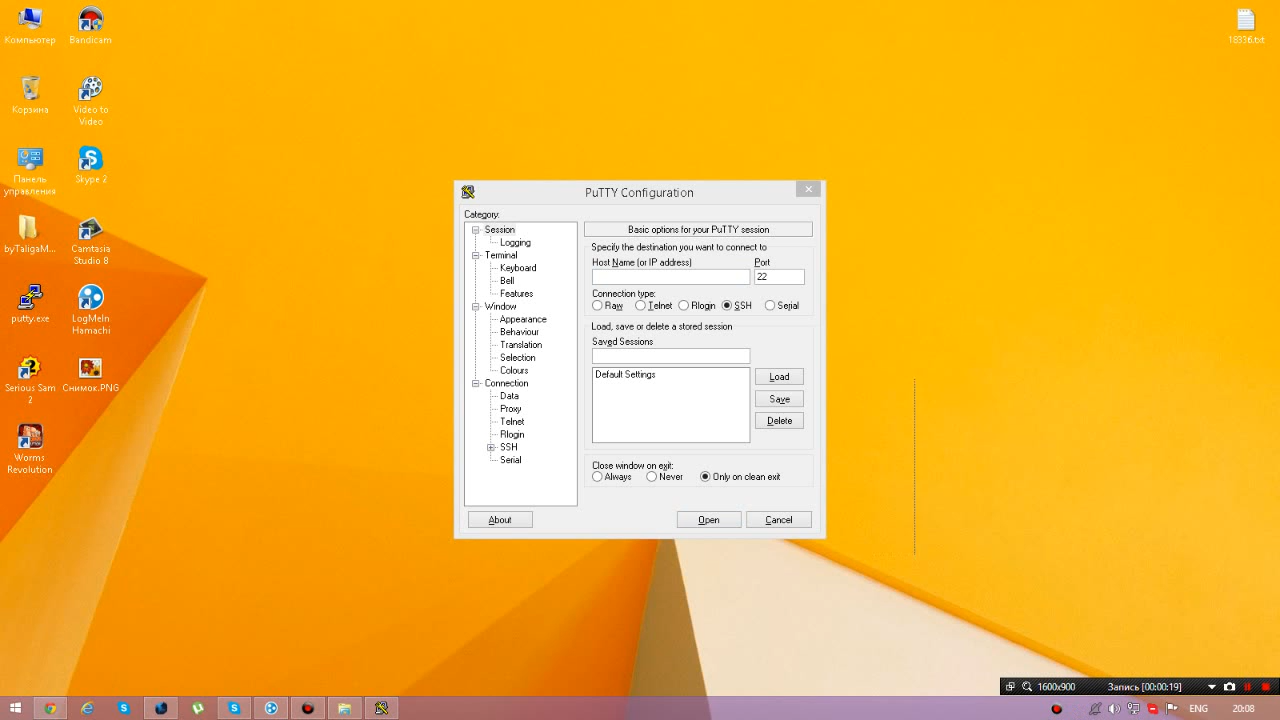 Компьютер
Bandicam
18336.txt
Корзина
Video to
Video
Панель
управления
Skype 2
byTaligaM...
Camtasia
Studio 8
putty.exe
LogMeIn
Hamachi
Serious Sam
2
Снимок.PNG
Worms
Revolution
PuTTY Configuration
Category:
Session
Logging
Terminal
Keyboard
Bell
Features
Window
Appearance
Behaviour
Translation
Selection
Colours
Connection
Data
Proxy
Telnet
Rlogin
SSH
Serial
Basic options for your PuTTY session
Specify the destination you want to connect to
Host Name (or IP address)
Port
22
Connection type:
Raw
Telnet
Rlogin
SSH
Serial
Load, save or delete a stored session
Saved Sessions
Default Settings
Load
Save
Delete
Close window on exit:
Always
Never
Only on clean exit
About
Open
Cancel
1600x900
Запись [00:00:19]
ENG
20:08